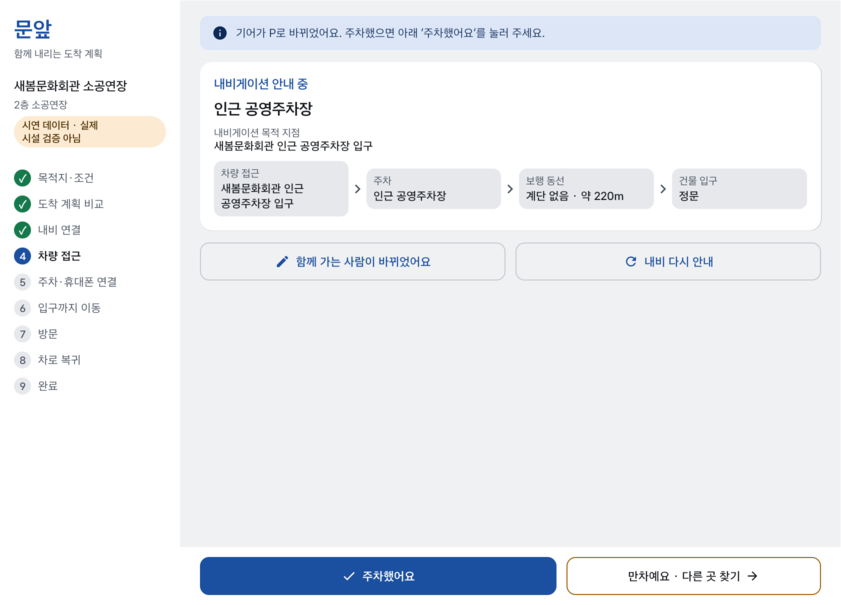 문앞
함께 내리는 도착 계획
새봄문화회관 소공연장
2층 소공연장
시연 데이터 · 실제
시설 검증 아님
목적지·조건
도착 계획 비교
내비 연결
4 차량 접근
5 주차·휴대폰 연결
6 입구까지 이동
7 방문
8 차로 복귀
9 완료
기어가 P로 바뀌었어요. 주차했으면 아래 ‘주차했어요’를 눌러 주세요.
내비게이션 안내 중
인근 공영주차장
내비게이션 목적 지점
새봄문화회관 인근 공영주차장 입구
차량 접근
새봄문화회관 인근
공영주차장 입구
주차
인근 공영주차장
보행 동선
계단 없음 · 약 220m
건물 입구
정문
함께 가는 사람이 바뀌었어요
내비 다시 안내
주차했어요
만차예요 · 다른 곳 찾기